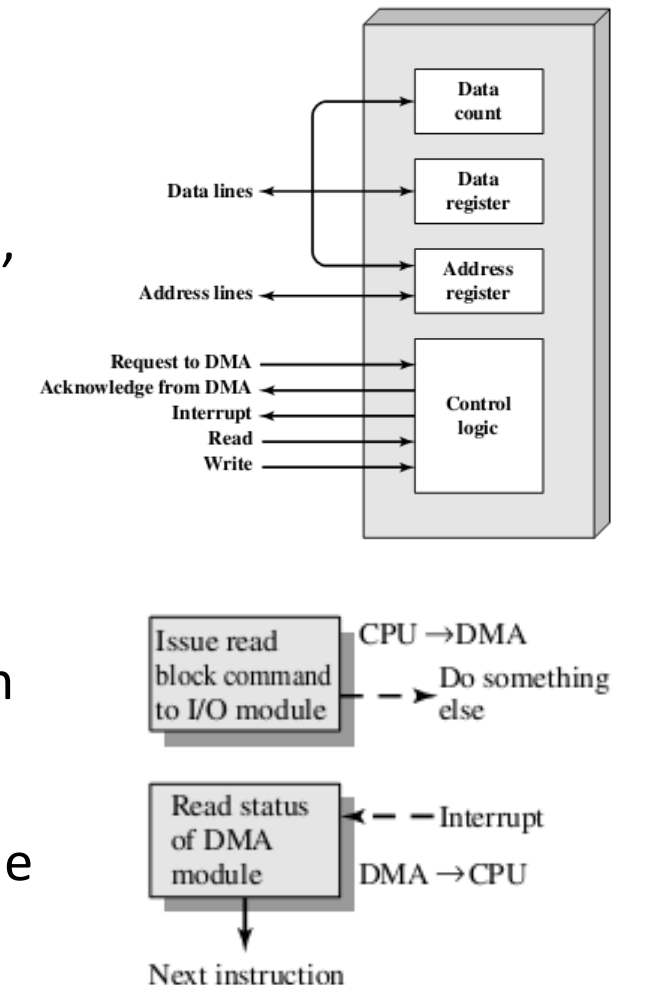 Data
count
Data lines
Data
register
,
Address
register
Address lines
Request to DMA
Acknowledge from DMA
Interrupt
Read
Write
Control
logic
Issue read
block command
to I/O module
CPU →DMA
Do something
else
n
Read status
of DMA
module
Interrupt
DMA →CPU
e
Next instruction